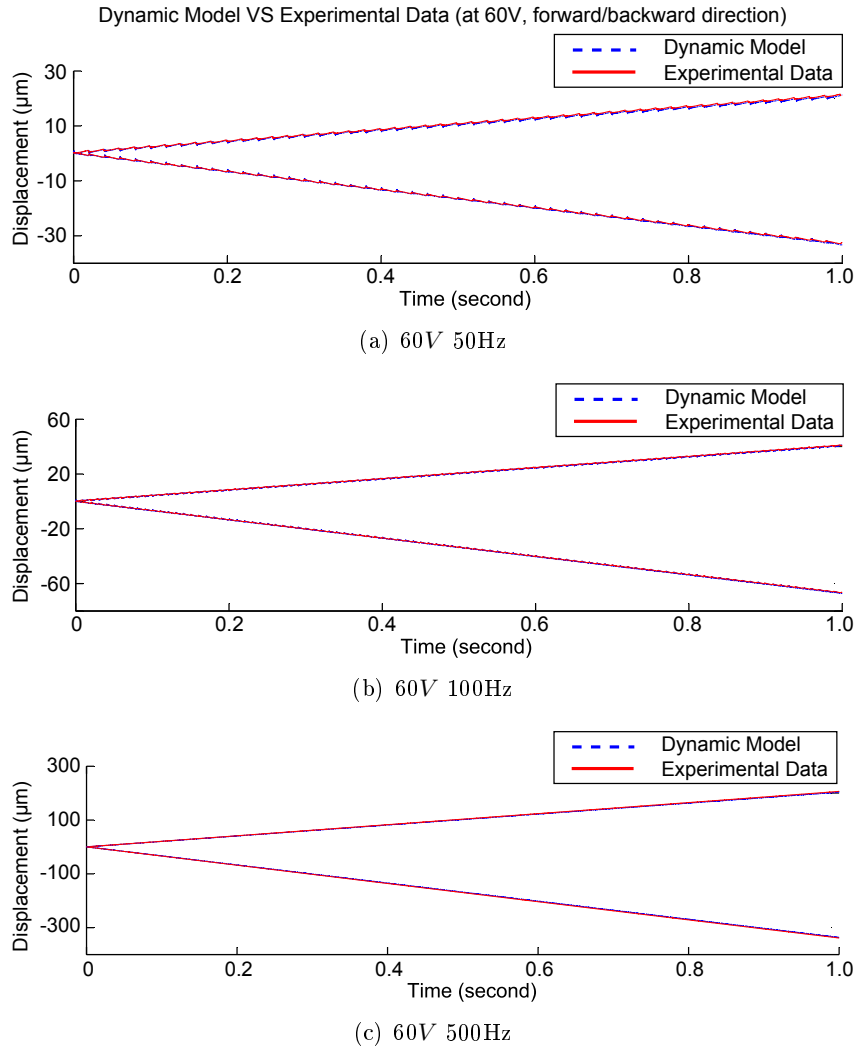 Dynamic Model VS Experimental Data (at 60V, forward/backward direction)
Dynamic Model
Experimental Data
30
10
-10
-30
Displacement (µm)
0 0.2 0.4 0.6 0.8 1.0
Time (second)
(a) 60V 50Hz
Dynamic Model
Experimental Data
60
20
-20
-60
Displacement (µm)
0 0.2 0.4 0.6 0.8 1.0
Time (second)
(b) 60V 100Hz
Dynamic Model
Experimental Data
300
100
-100
-300
Displacement (µm)
0 0.2 0.4 0.6 0.8 1.0
Time (second)
(c) 60V 500Hz